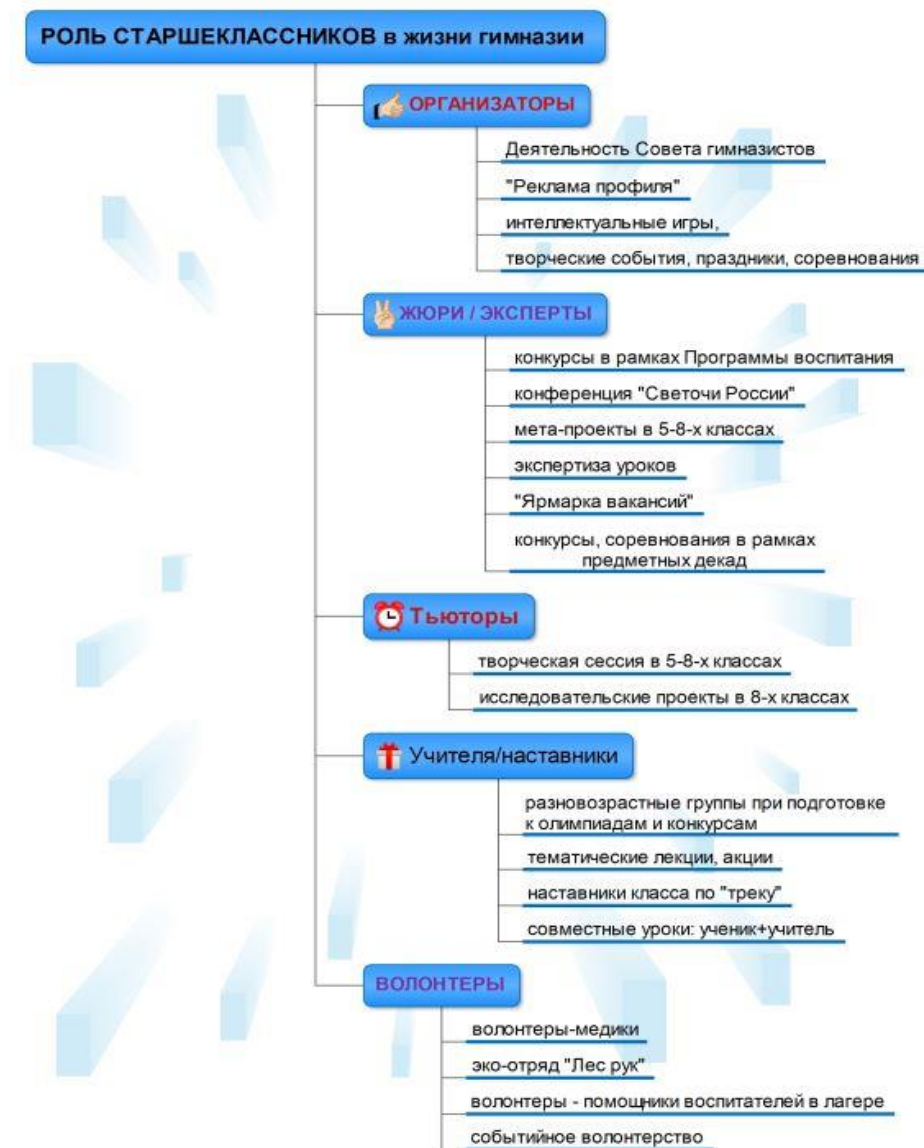 РОЛЬ СТАРШЕКЛАССНИКОВ в жизни гимназии
ОРГАНИЗАТОРЫ
Деятельность Совета гимназистов
"Реклама профиля"
интеллектуальные игры,
творческие события, праздники, соревнования
ЖЮРИ / ЭКСПЕРТЫ
конкурсы в рамках Программы воспитания
конференция "Светочи России"
мета-проекты в 5-8-х классах
экспертиза уроков
"Ярмарка вакансий"
конкурсы, соревнования в рамках
предметных декад
Тьюторы
творческая сессия в 5-8-х классах
исследовательские проекты в 8-х классах
Учителя/наставники
разновозрастные группы при подготовке
к олимпиадам и конкурсам
тематические лекции, акции
наставники класса по "треку"
совместные уроки: ученик+учитель
ВОЛОНТЕРЫ
волонтеры-медики
эко-отряд "Лес рук"
волонтеры - помощники воспитателей в лагере
событийное волонтерство